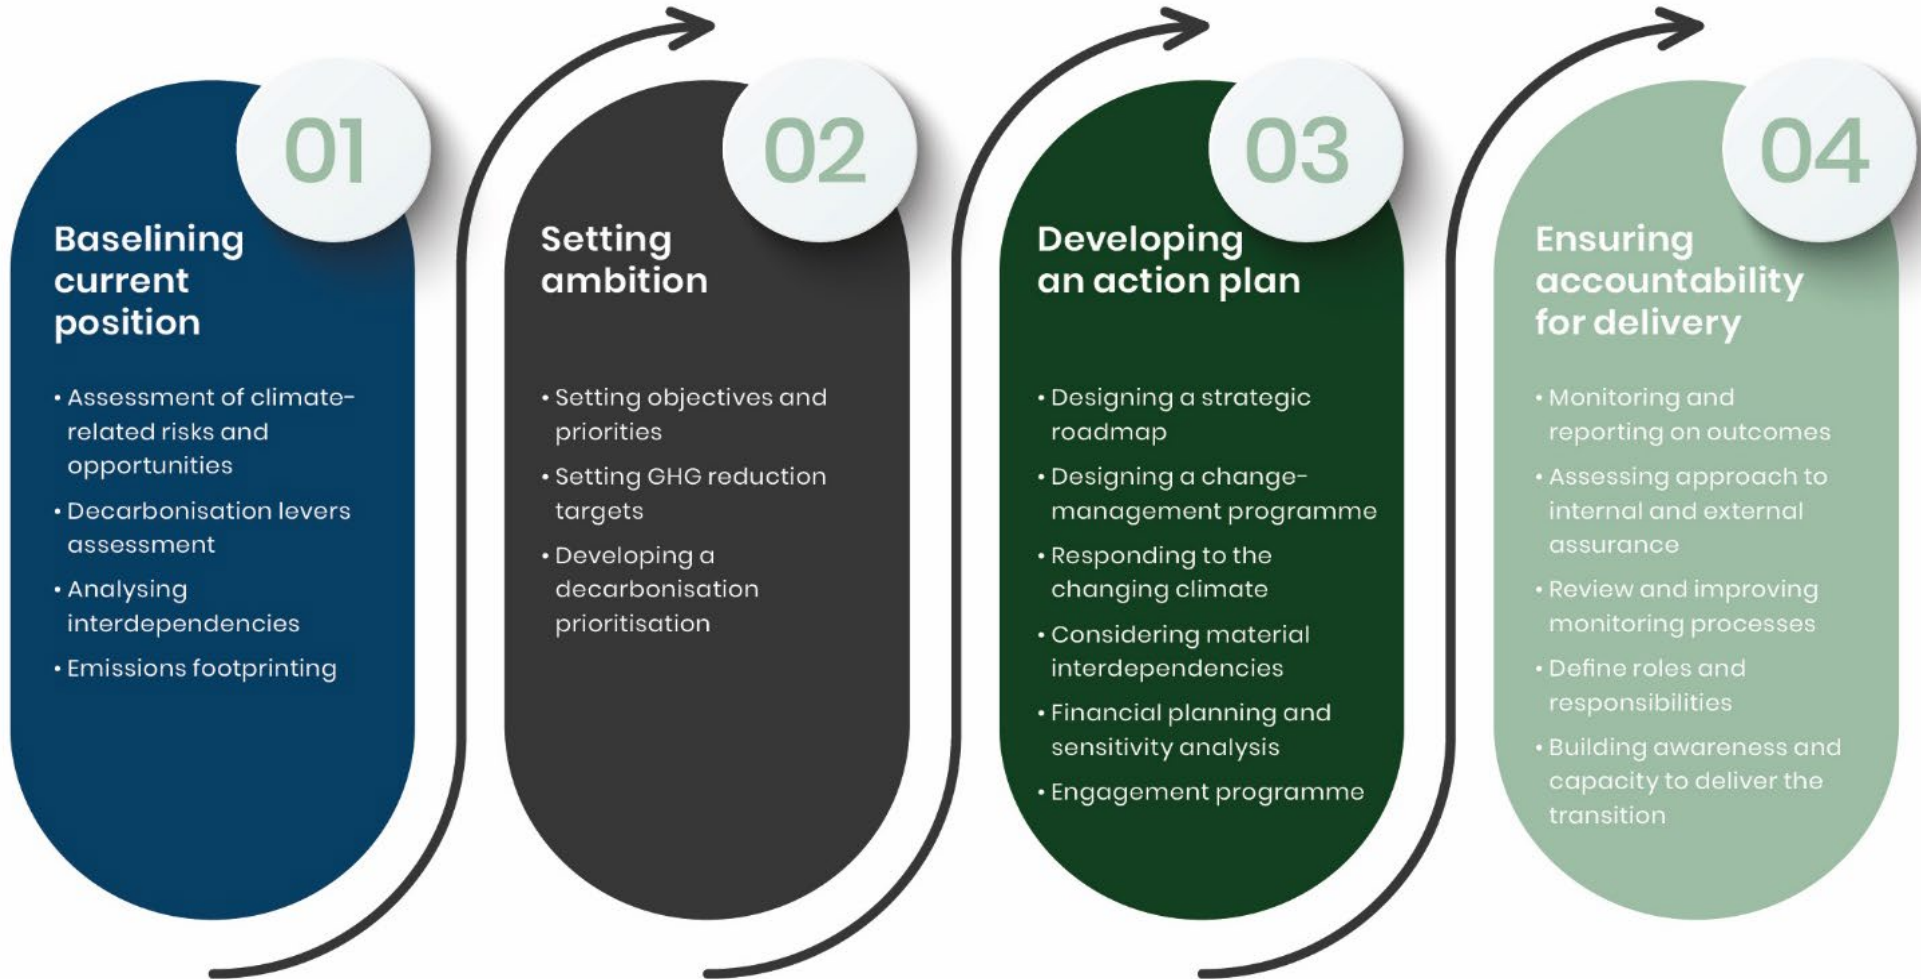 01
Baselining
current
position
• Assessment of climate-
related risks and
opportunities
• Decarbonisation levers
assessment
• Analysing
interdependencies
• Emissions footprinting
02
Setting
ambition
• Setting objectives and
priorities
• Setting GHG reduction
targets
• Developing a
decarbonisation
prioritisation
03
Developing
an action plan
• Designing a strategic
roadmap
• Designing a change-
management programme
• Responding to the
changing climate
• Considering material
interdependencies
• Financial planning and
sensitivity analysis
• Engagement programme
04
Ensuring
accountability
for delivery
• Monitoring and
reporting on outcomes
• Assessing approach to
internal and external
assurance
• Review and improving
monitoring processes
• Define roles and
responsibilities
• Building awareness and
capacity to deliver the
transition